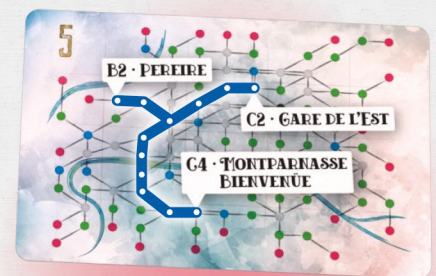 5
B2 · PEREIRE
C2 · GARE DE L'EST
C4 · MONTPARNASSE
BIENVENÜE